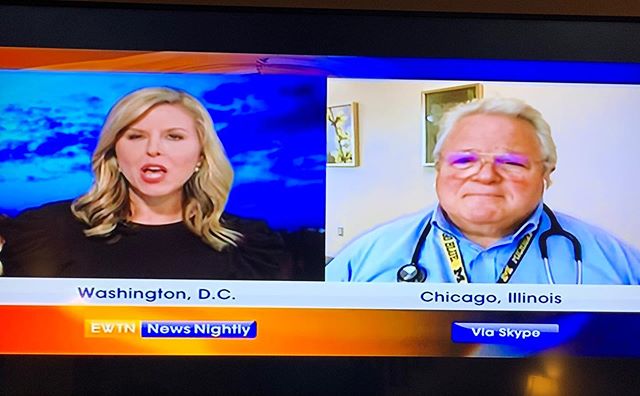 Washington, D.C.
Chicago, Illinois
EWTN News Nightly
Via Skype